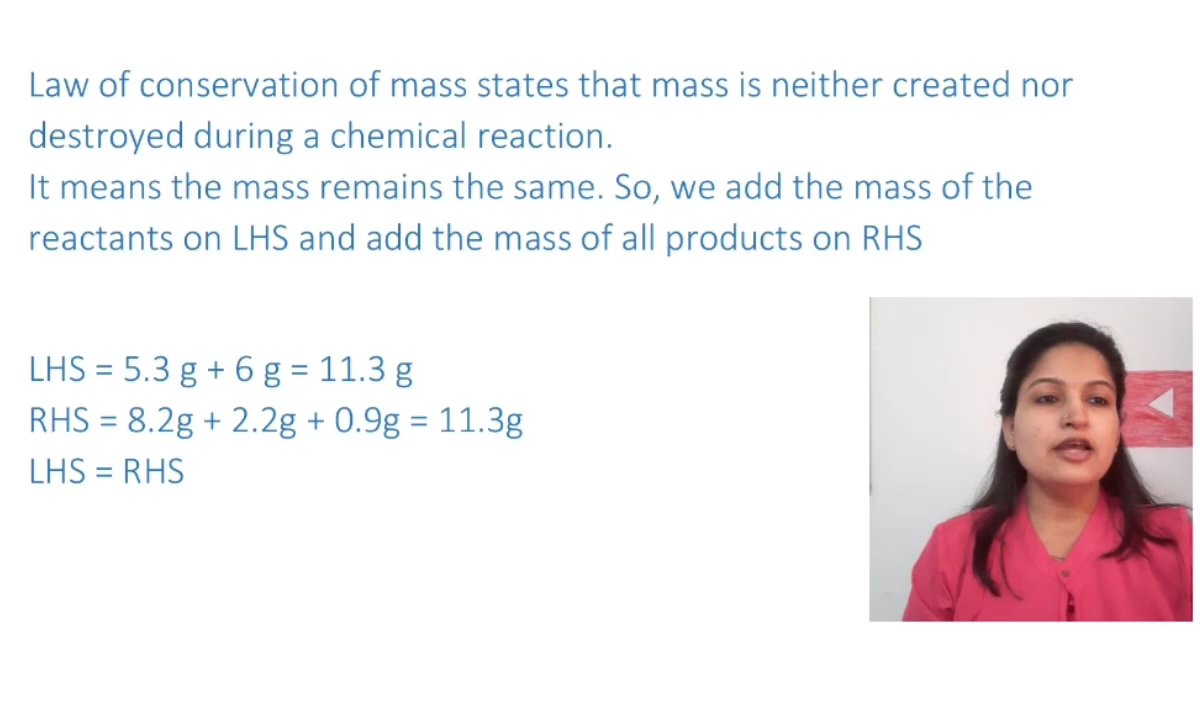 Law of conservation of mass states that mass is neither created nor
destroyed during a chemical reaction.
It means the mass remains the same. So, we add the mass of the
reactants on LHS and add the mass of all products on RHS
LHS = 5.3 g + 6 g = 11.3 g
RHS = 8.2g + 2.2g + 0.9g = 11.3g
LHS = RHS